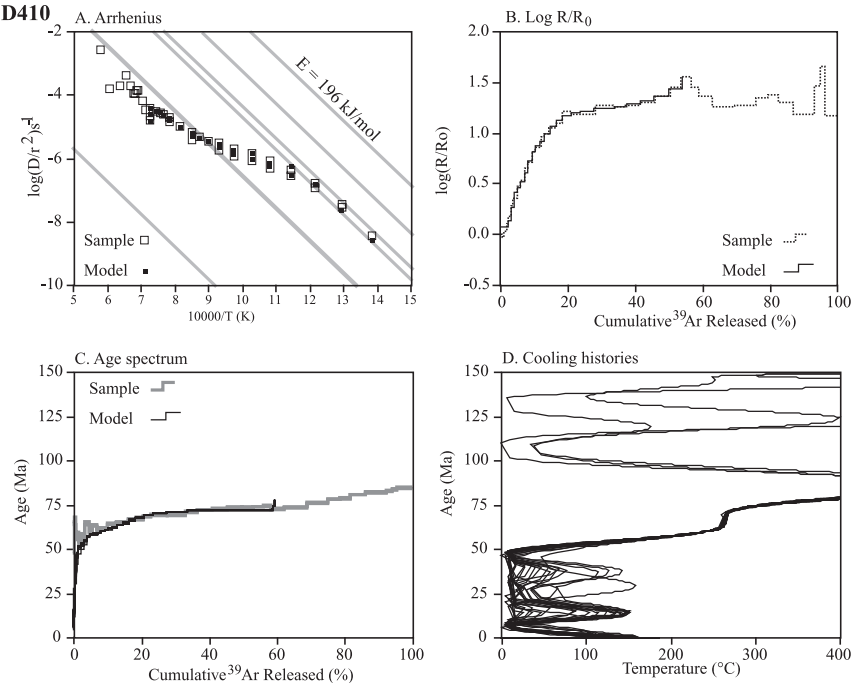 D410
A. Arrhenius
-2
-4
-6
-8
-10
log(D/r²)s⁻¹
E = 196 kJ/mol
Sample
Model
5 6 7 8 9 10 11 12 13 14 15
10000/T (K)
B. Log R/R₀
2.0
1.5
1.0
0.5
0.0
-0.5
log(R/Ro)
Sample
Model
0 20 40 60 80 100
Cumulative³⁹Ar Released (%)
C. Age spectrum
150
125
100
75
50
25
0
Age (Ma)
Sample
Model
0 20 40 60 80 100
Cumulative³⁹Ar Released (%)
D. Cooling histories
150
125
100
75
50
25
0
Age (Ma)
0 100 200 300 400
Temperature (°C)